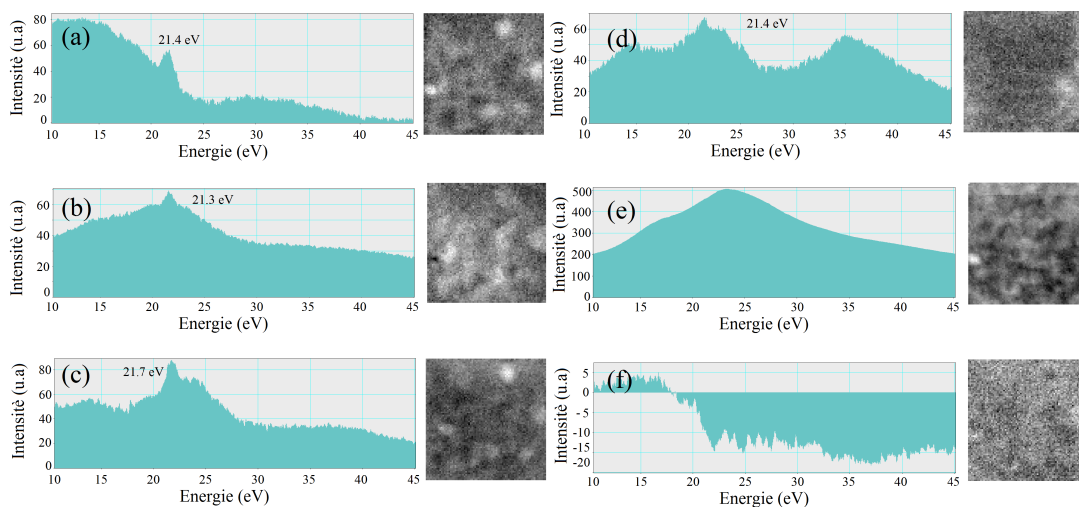 (a)
21.4 eV
Intensitè (u.a)
80
60
40
20
0
10 15 20 25 30 35 40 45
Energie (eV)
(b)
21.3 eV
Intensitè (u.a)
60
40
20
0
10 15 20 25 30 35 40 45
Energie (eV)
(c)
21.7 eV
Intensitè (u.a)
80
60
40
20
0
10 15 20 25 30 35 40 45
Energie (eV)
(d)
21.4 eV
Intensitè (u.a)
60
40
20
0
10 15 20 25 30 35 40 45
Energie (eV)
(e)
Intensitè (u.a)
500
400
300
200
100
0
10 15 20 25 30 35 40 45
Energie (eV)
(f)
Intensitè (u.a)
5
0
-5
-10
-15
-20
10 15 20 25 30 35 40 45
Energie (eV)